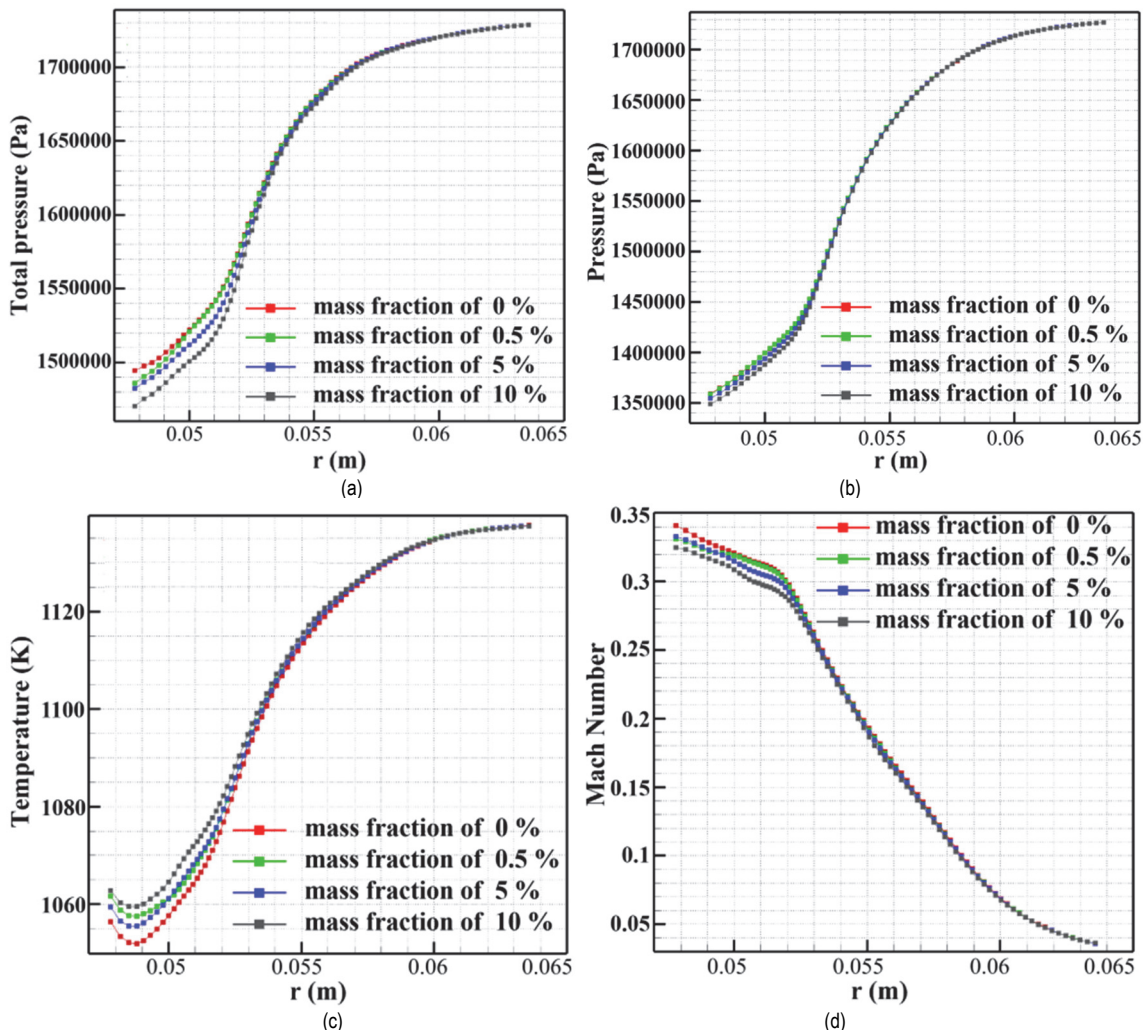 1700000
1650000
1600000
1550000
1500000
Total pressure (Pa)
mass fraction of 0 %
mass fraction of 0.5 %
mass fraction of 5 %
mass fraction of 10 %
0.05 0.055 0.06 0.065
r (m)
(a)
1700000
1650000
1600000
1550000
1500000
1450000
1400000
1350000
Pressure (Pa)
mass fraction of 0 %
mass fraction of 0.5 %
mass fraction of 5 %
mass fraction of 10 %
0.05 0.055 0.06 0.065
r (m)
(b)
1120
1100
1080
1060
Temperature (K)
mass fraction of 0 %
mass fraction of 0.5 %
mass fraction of 5 %
mass fraction of 10 %
0.05 0.055 0.06 0.065
r (m)
(c)
0.35
0.3
0.25
0.2
0.15
0.1
0.05
Mach Number
mass fraction of 0 %
mass fraction of 0.5 %
mass fraction of 5 %
mass fraction of 10 %
0.05 0.055 0.06 0.065
r (m)
(d)